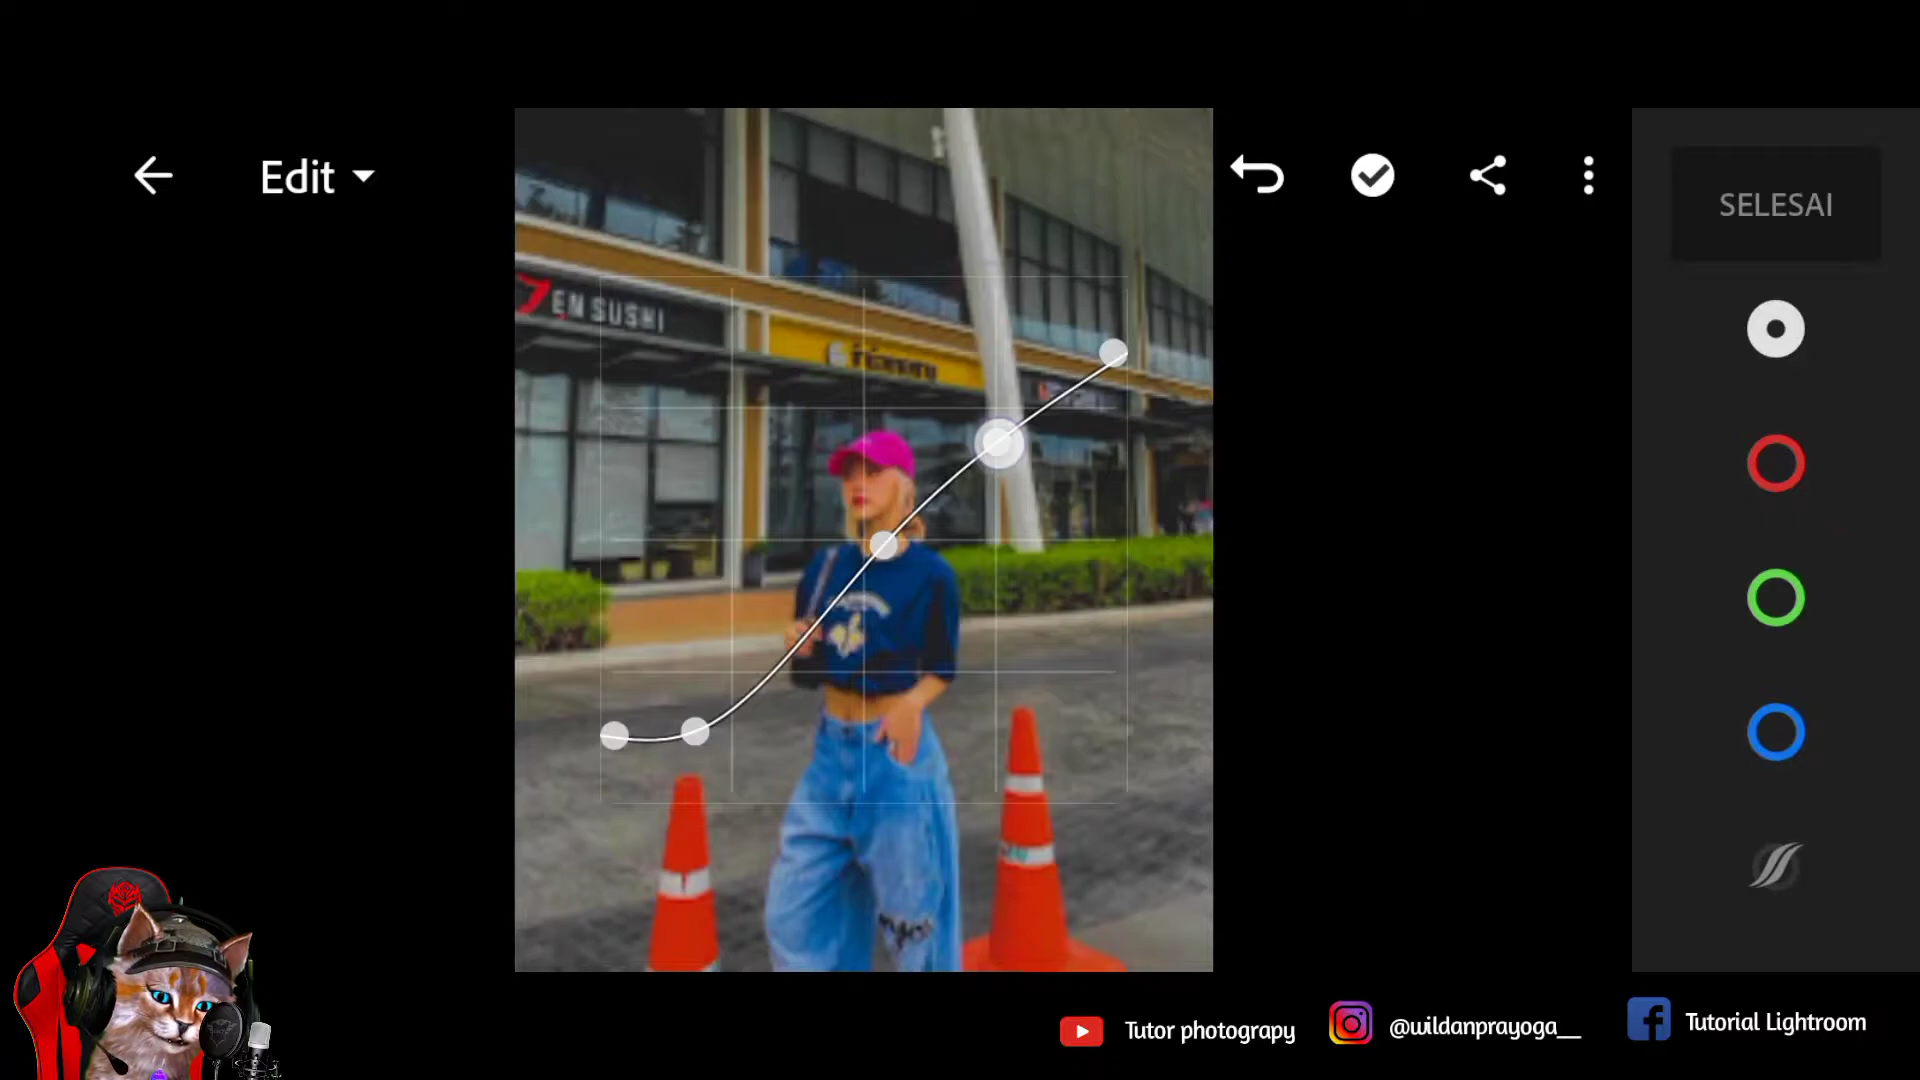 Edit
SELESAI
EN SUSHI
Tutor photograpy
@wildanprayoga__
Tutorial Lightroom